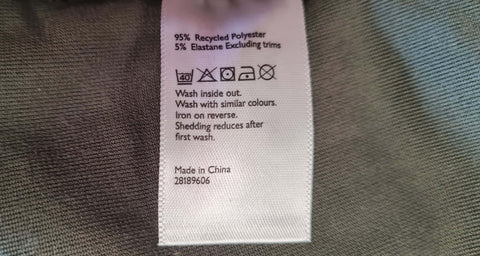 95% Recycled Polyester
5% Elastane Excluding trims
40
Wash inside out.
Wash with similar colours.
Iron on reverse.
Shedding reduces after
first wash.
Made in China
28189606